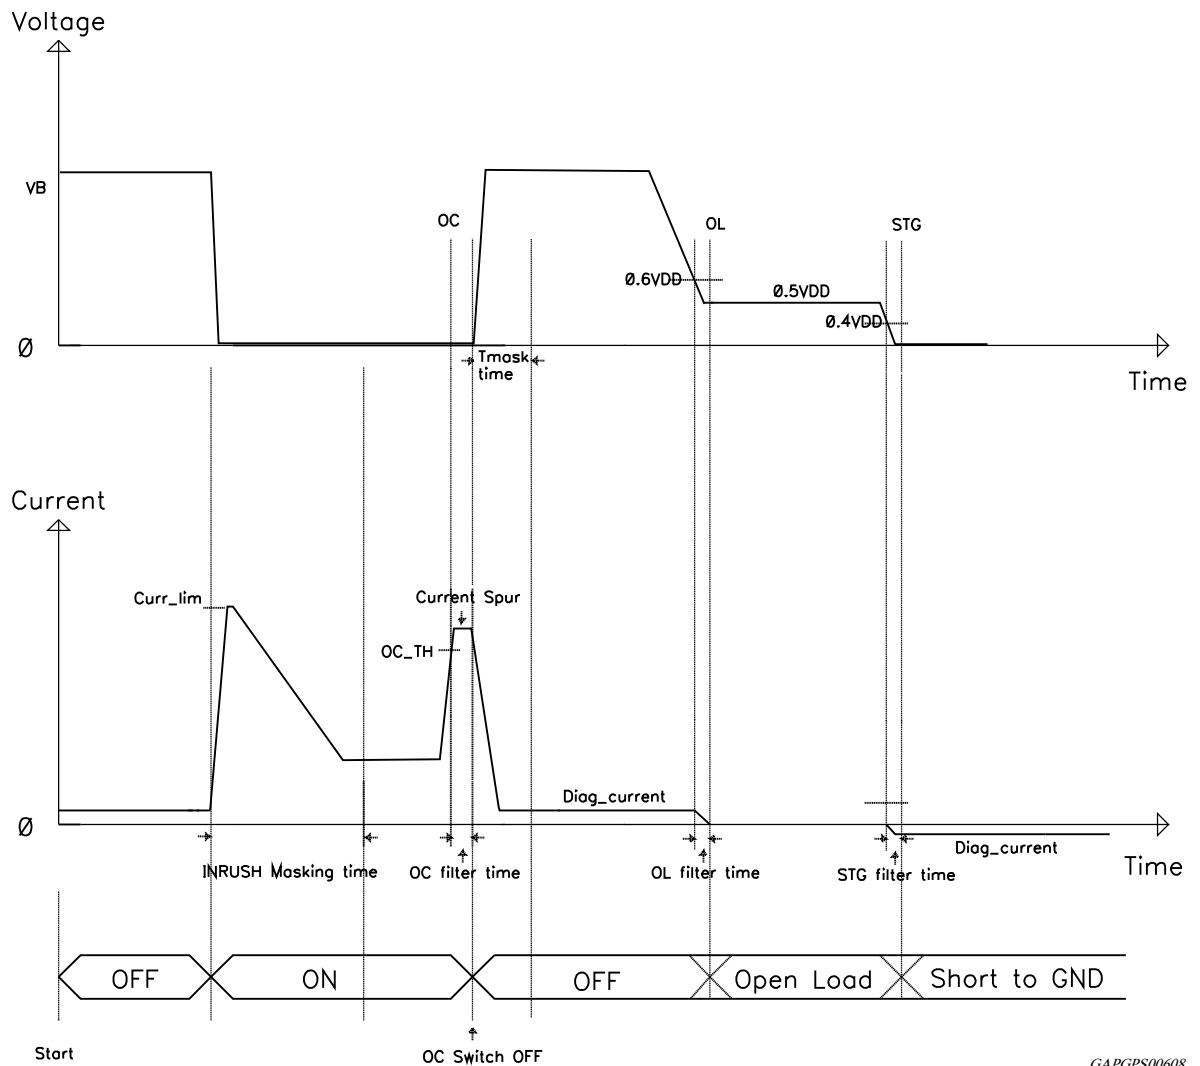 Voltage
VB
OC
OL
STG
0.6VDD
0.5VDD
0.4VDD
0
Tmask
time
Time
Current
Curr_lim
Current Spur
OC_TH
Diag_current
0
Diag_current
Time
INRUSH Masking time
OC filter time
OL filter time
STG filter time
OFF
ON
OFF
Open Load
Short to GND
Start
OC Switch OFF
GAPGPS00608